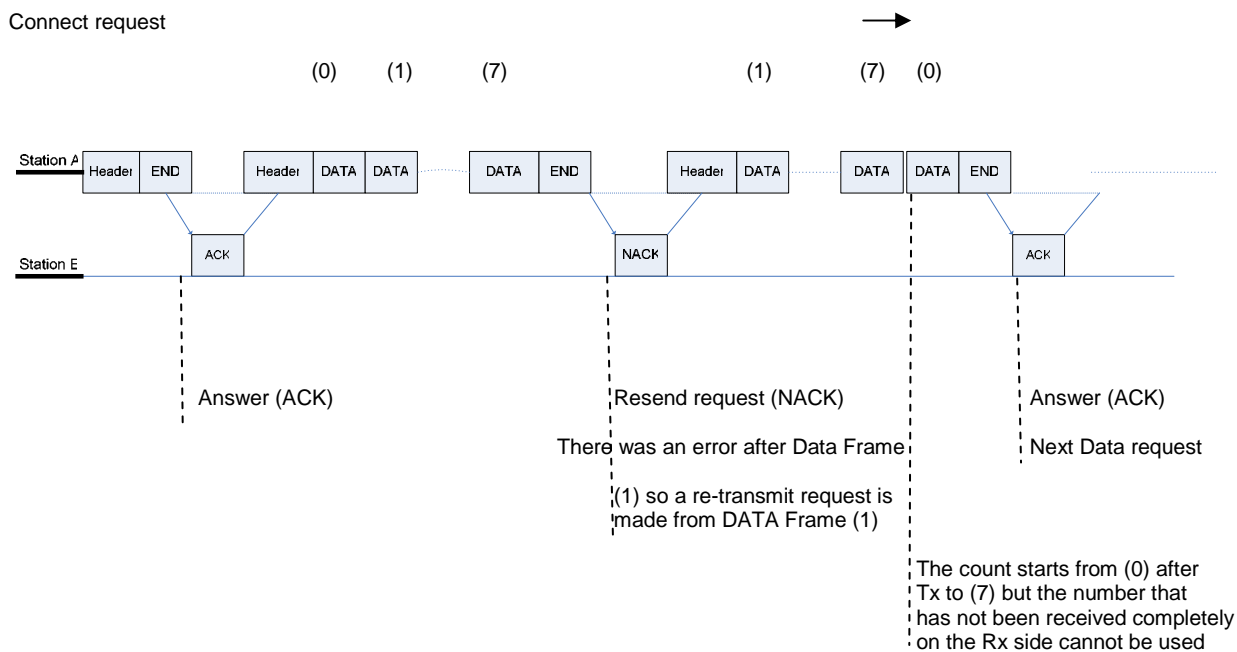 Connect request
(0) (1) (7) (1) (7) (0)
Station A
Header END Header DATA DATA DATA END Header DATA DATA DATA END
ACK NACK ACK
Station E
Answer (ACK) Resend request (NACK) Answer (ACK)
There was an error after Data Frame Next Data request
(1) so a re-transmit request is
made from DATA Frame (1)
The count starts from (0) after
Tx to (7) but the number that
has not been received completely
on the Rx side cannot be used